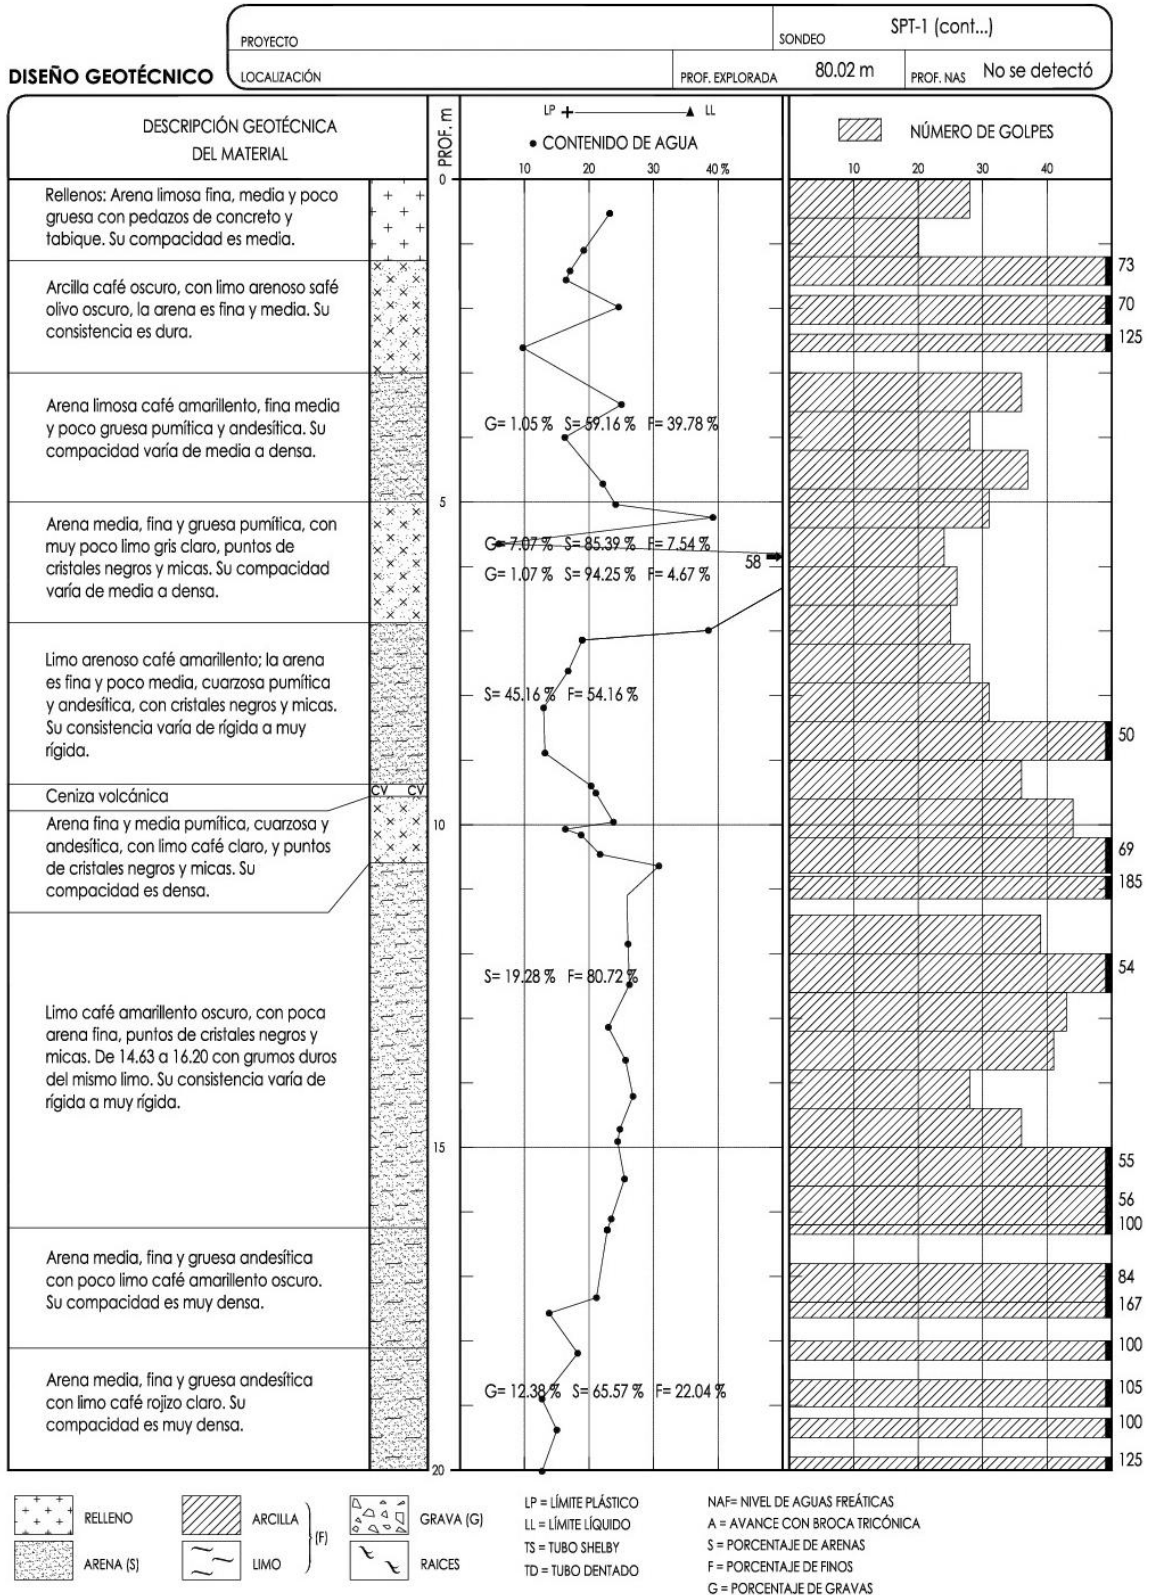 PROYECTO
SONDEO
SPT-1 (cont...)
DISEÑO GEOTÉCNICO
LOCALIZACIÓN
PROF. EXPLORADA
80.02 m
PROF. NAS
No se detectó
DESCRIPCIÓN GEOTÉCNICA
DEL MATERIAL
PROF. m
LP
LL
CONTENIDO DE AGUA
10 20 30 40 %
NÚMERO DE GOLPES
10 20 30 40
0
Rellenos: Arena limosa fina, media y poco
gruesa con pedazos de concreto y
tabique. Su compacidad es media.
73
Arcilla café oscuro, con limo arenoso safé
olivo oscuro, la arena es fina y media. Su
consistencia es dura.
70
125
Arena limosa café amarillento, fina media
y poco gruesa pumítica y andesítica. Su
compacidad varía de media a densa.
G= 1.05 % S= 59.16 % F= 39.78 %
5
Arena media, fina y gruesa pumítica, con
muy poco limo gris claro, puntos de
cristales negros y micas. Su compacidad
varía de media a densa.
G= 7.07 % S= 85.39 % F= 7.54 %
58
G= 1.07 % S= 94.25 % F= 4.67 %
Limo arenoso café amarillento; la arena
es fina y poco media, cuarzosa pumítica
y andesítica, con cristales negros y micas.
Su consistencia varía de rígida a muy
rígida.
S= 45.16 % F= 54.16 %
50
Ceniza volcánica
CV CV
10
Arena fina y media pumítica, cuarzosa y
andesítica, con limo café claro, y puntos
de cristales negros y micas. Su
compacidad es densa.
69
185
S= 19.28 % F= 80.72 %
54
Limo café amarillento oscuro, con poca
arena fina, puntos de cristales negros y
micas. De 14.63 a 16.20 con grumos duros
del mismo limo. Su consistencia varía de
rígida a muy rígida.
15
55
56
100
Arena media, fina y gruesa andesítica
con poco limo café amarillento oscuro.
Su compacidad es muy densa.
84
167
100
Arena media, fina y gruesa andesítica
con limo café rojizo claro. Su
compacidad es muy densa.
G= 12.38 % S= 65.57 % F= 22.04 %
105
100
125
20
RELLENO
ARENA (S)
ARCILLA
LIMO
(F)
GRAVA (G)
RAICES
LP = LÍMITE PLÁSTICO
LL = LÍMITE LÍQUIDO
TS = TUBO SHELBY
TD = TUBO DENTADO
NAF= NIVEL DE AGUAS FREÁTICAS
A = AVANCE CON BROCA TRICÓNICA
S = PORCENTAJE DE ARENAS
F = PORCENTAJE DE FINOS
G = PORCENTAJE DE GRAVAS